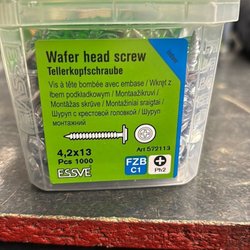 Wafer head screw
Tellerkopfschraube
Vis à tête bombée avec embase / Wkręt z
łbem podkładkowym / Montaažikruvi /
Montāžas skrūve / Montažiniai sraigtai /
Шуруп с крестовой головкой / Шуруп
монтажний
Art 572113
4,2x13
Pcs 1000
ESSVE
FZB
C1
Ph2